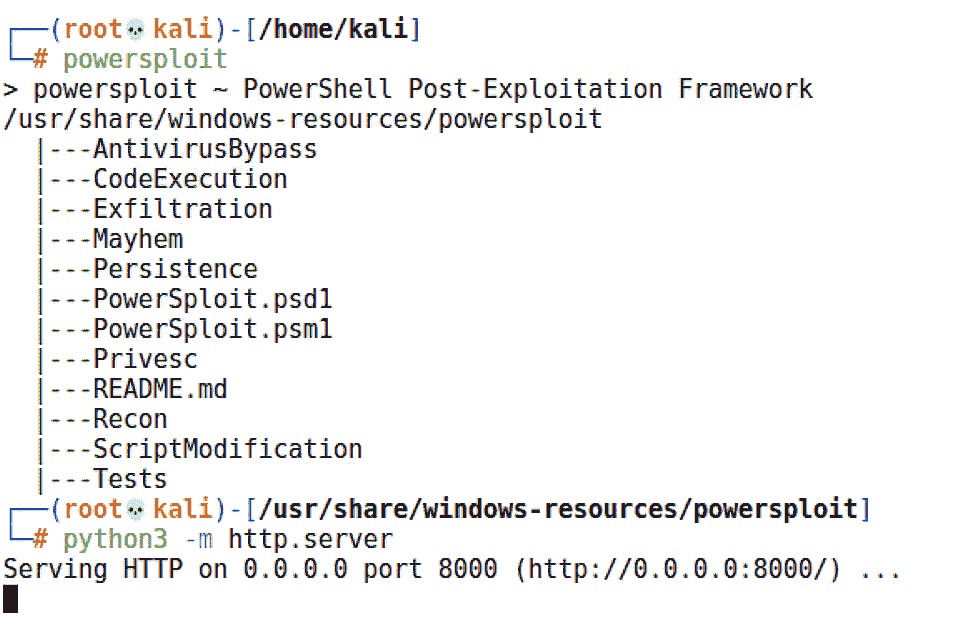 ┌──(root💀kali)-[/home/kali]
└─# powersploit
> powersploit ~ PowerShell Post-Exploitation Framework
/usr/share/windows-resources/powersploit
  |---AntivirusBypass
  |---CodeExecution
  |---Exfiltration
  |---Mayhem
  |---Persistence
  |---PowerSploit.psd1
  |---PowerSploit.psm1
  |---Privesc
  |---README.md
  |---Recon
  |---ScriptModification
  |---Tests
┌──(root💀kali)-[/usr/share/windows-resources/powersploit]
└─# python3 -m http.server
Serving HTTP on 0.0.0.0 port 8000 (http://0.0.0.0:8000/) ...